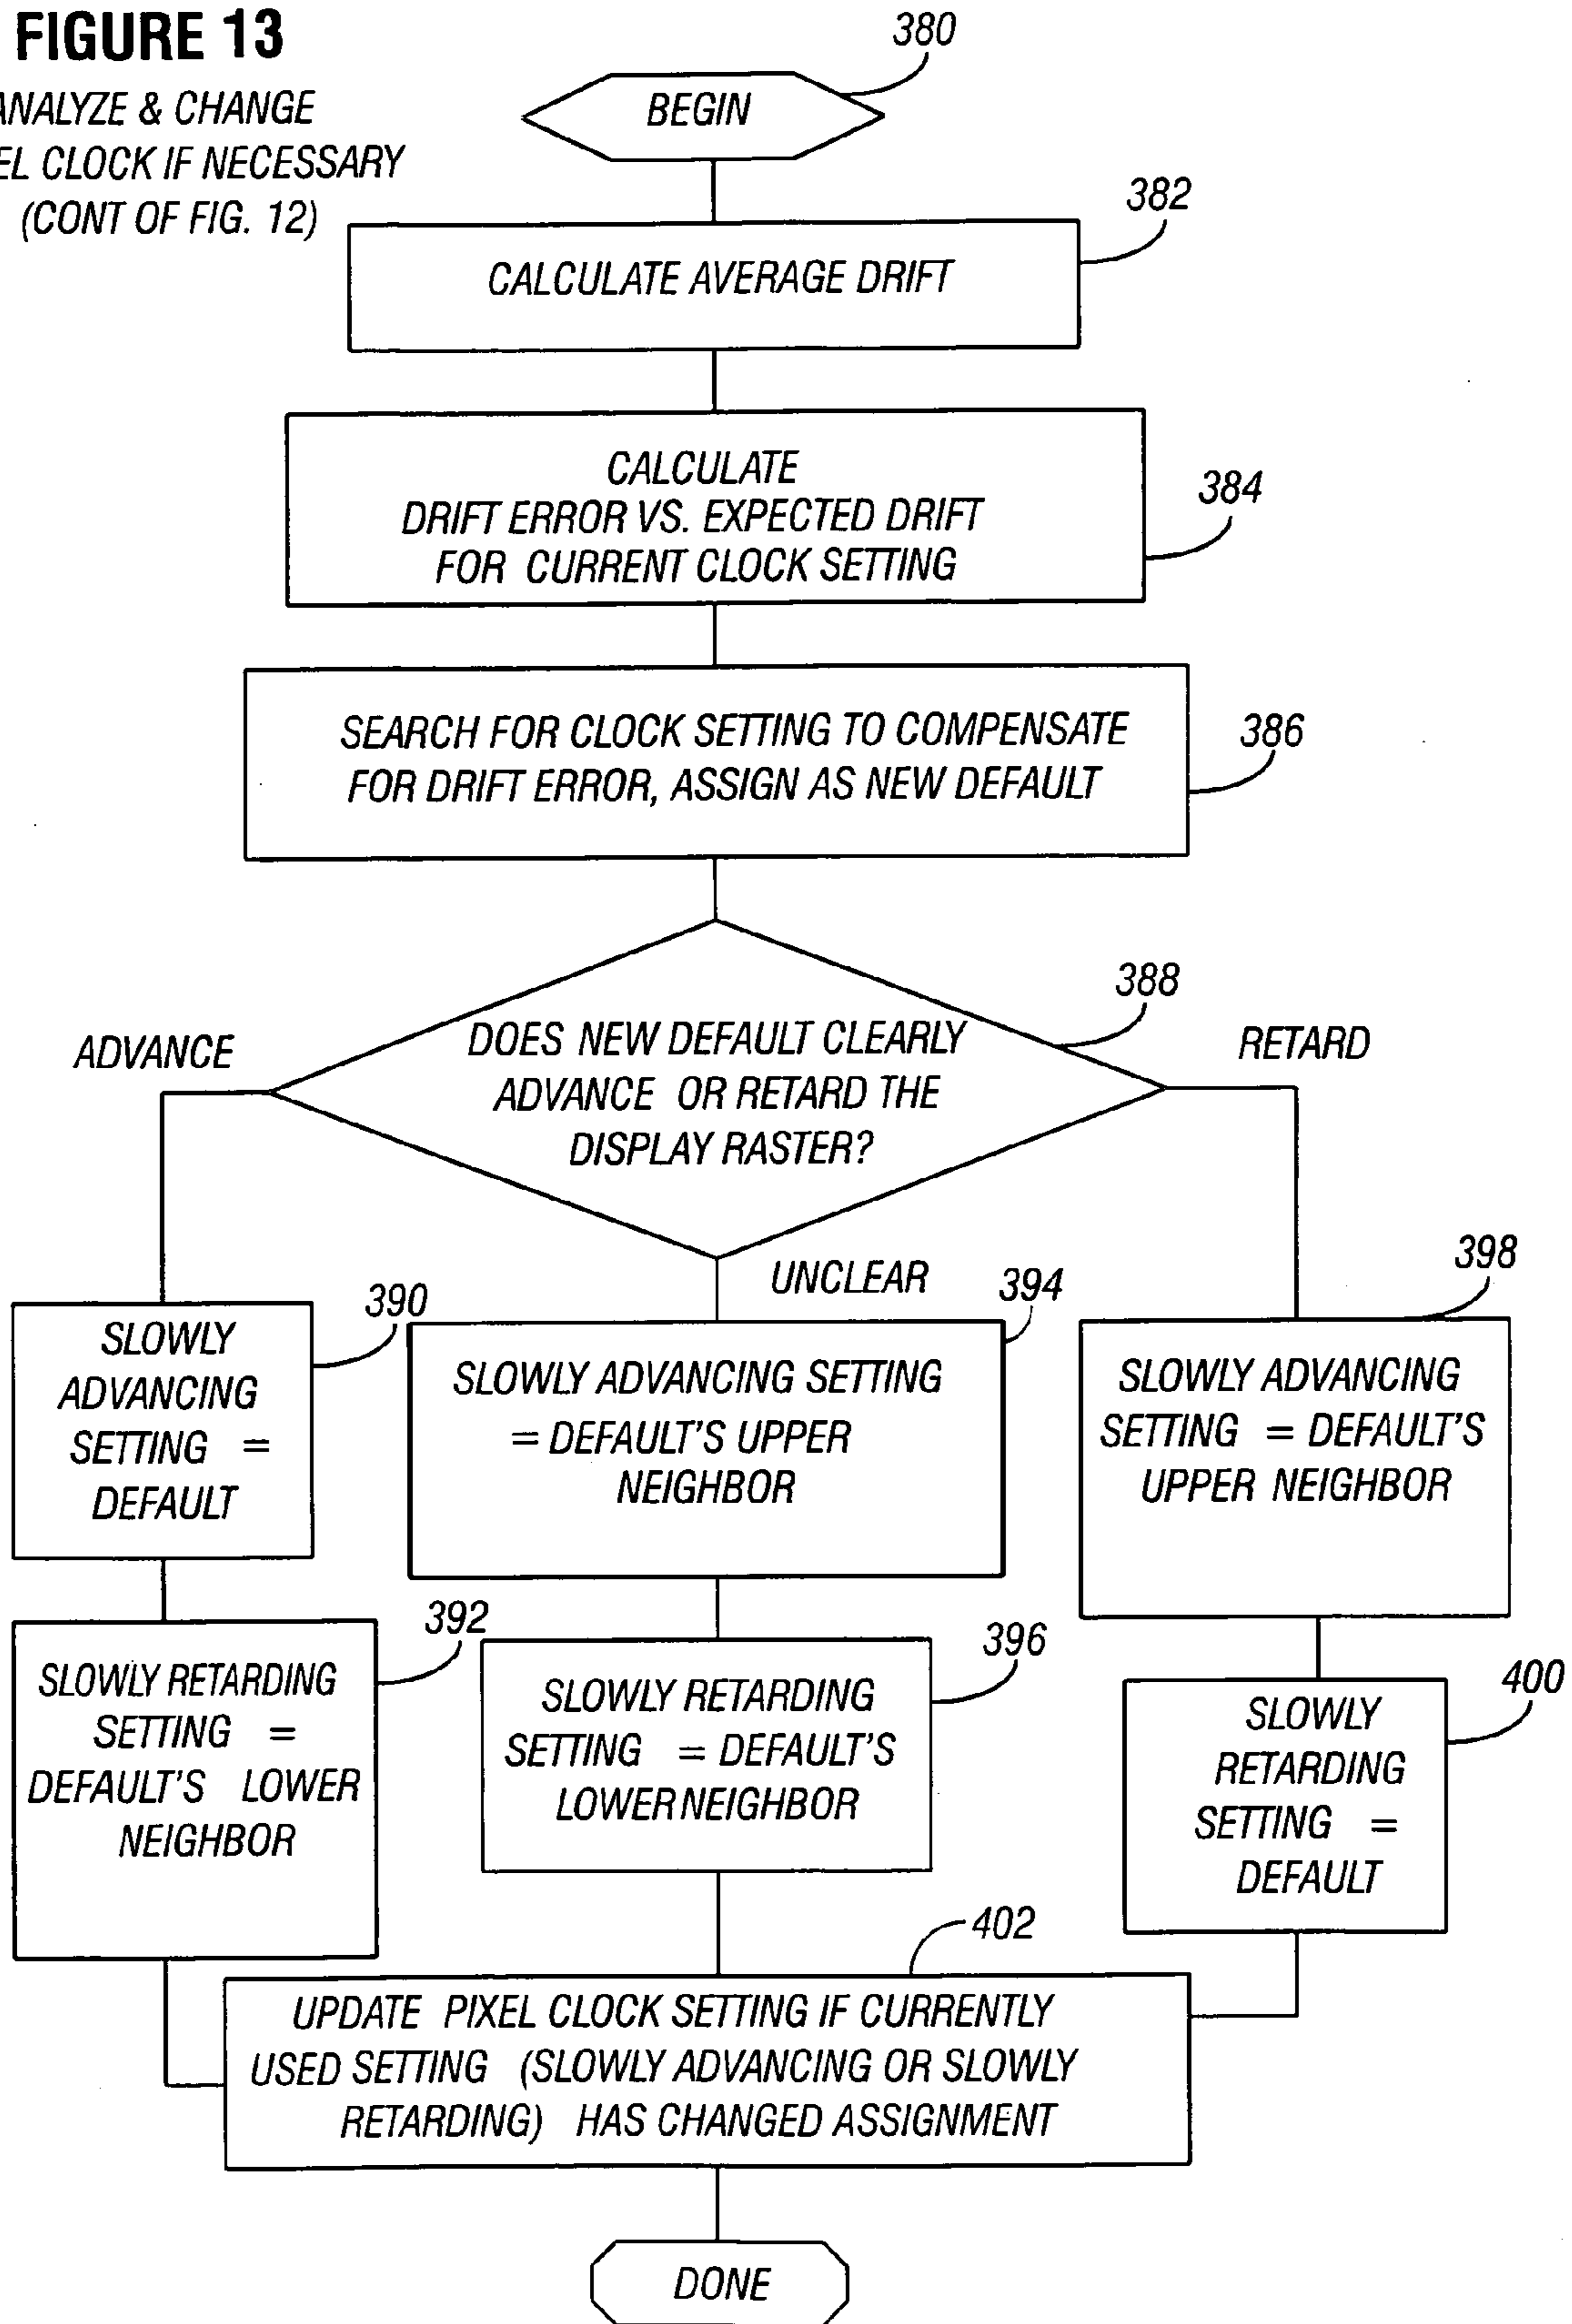 FIGURE 13
ANALYZE & CHANGE
CLOCK IF NECESSARY
(CONT OF FIG. 12)
380
BEGIN
382
CALCULATE AVERAGE DRIFT
CALCULATE
DRIFT ERROR VS. EXPECTED DRIFT
FOR CURRENT CLOCK SETTING
384
SEARCH FOR CLOCK SETTING TO COMPENSATE
FOR DRIFT ERROR, ASSIGN AS NEW DEFAULT
386
388
DOES NEW DEFAULT CLEARLY
ADVANCE OR RETARD THE
DISPLAY RASTER?
ADVANCE
RETARD
UNCLEAR
390
SLOWLY
ADVANCING
SETTING =
DEFAULT
392
SLOWLY RETARDING
SETTING =
DEFAULT'S LOWER
NEIGHBOR
394
SLOWLY ADVANCING SETTING
= DEFAULT'S UPPER
NEIGHBOR
396
SLOWLY RETARDING
SETTING = DEFAULT'S
LOWER NEIGHBOR
398
SLOWLY ADVANCING
SETTING = DEFAULT'S
UPPER NEIGHBOR
400
SLOWLY
RETARDING
SETTING =
DEFAULT
402
UPDATE PIXEL CLOCK SETTING IF CURRENTLY
USED SETTING (SLOWLY ADVANCING OR SLOWLY
RETARDING) HAS CHANGED ASSIGNMENT
DONE